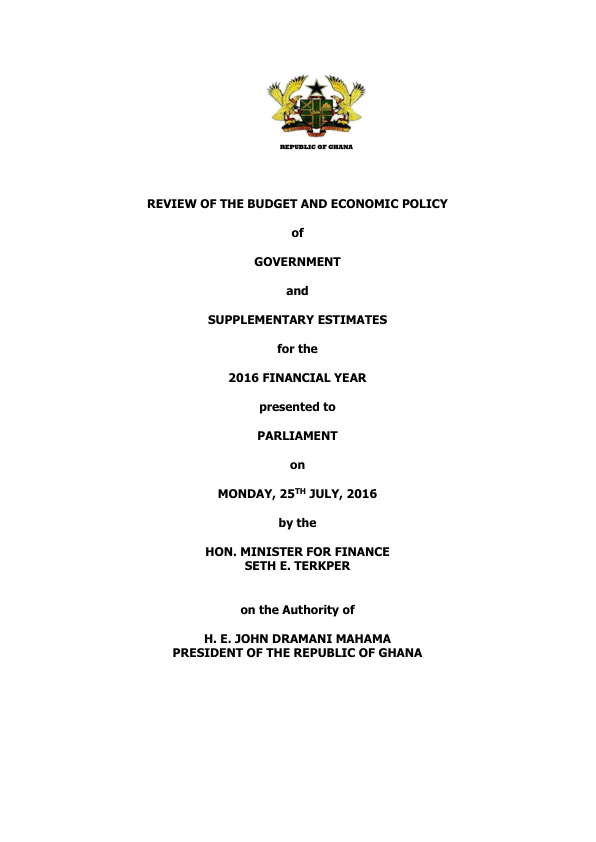 REPUBLIC OF GHANA
REVIEW OF THE BUDGET AND ECONOMIC POLICY
of
GOVERNMENT
and
SUPPLEMENTARY ESTIMATES
for the
2016 FINANCIAL YEAR
presented to
PARLIAMENT
on
MONDAY, 25TH JULY, 2016
by the
HON. MINISTER FOR FINANCE
SETH E. TERKPER
on the Authority of
H. E. JOHN DRAMANI MAHAMA
PRESIDENT OF THE REPUBLIC OF GHANA